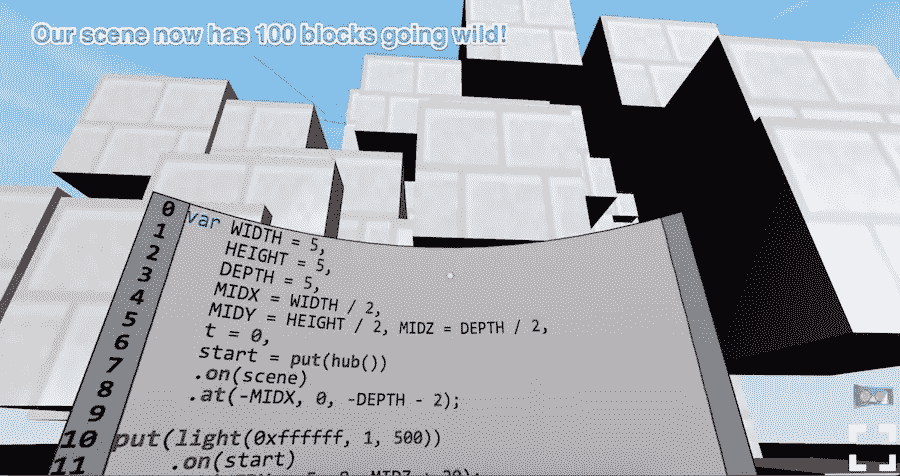 Our scene now has 100 blocks going wild!
0 var WIDTH = 5,
1 HEIGHT = 5,
2 DEPTH = 5,
3 MIDX = WIDTH / 2,
4 MIDY = HEIGHT / 2, MIDZ = DEPTH / 2,
5 t = 0,
6 start = put(hub())
7 .on(scene)
8 .at(-MIDX, 0, -DEPTH - 2);
9
10 put(light(0xffffff, 1, 500))
11 .on(start)